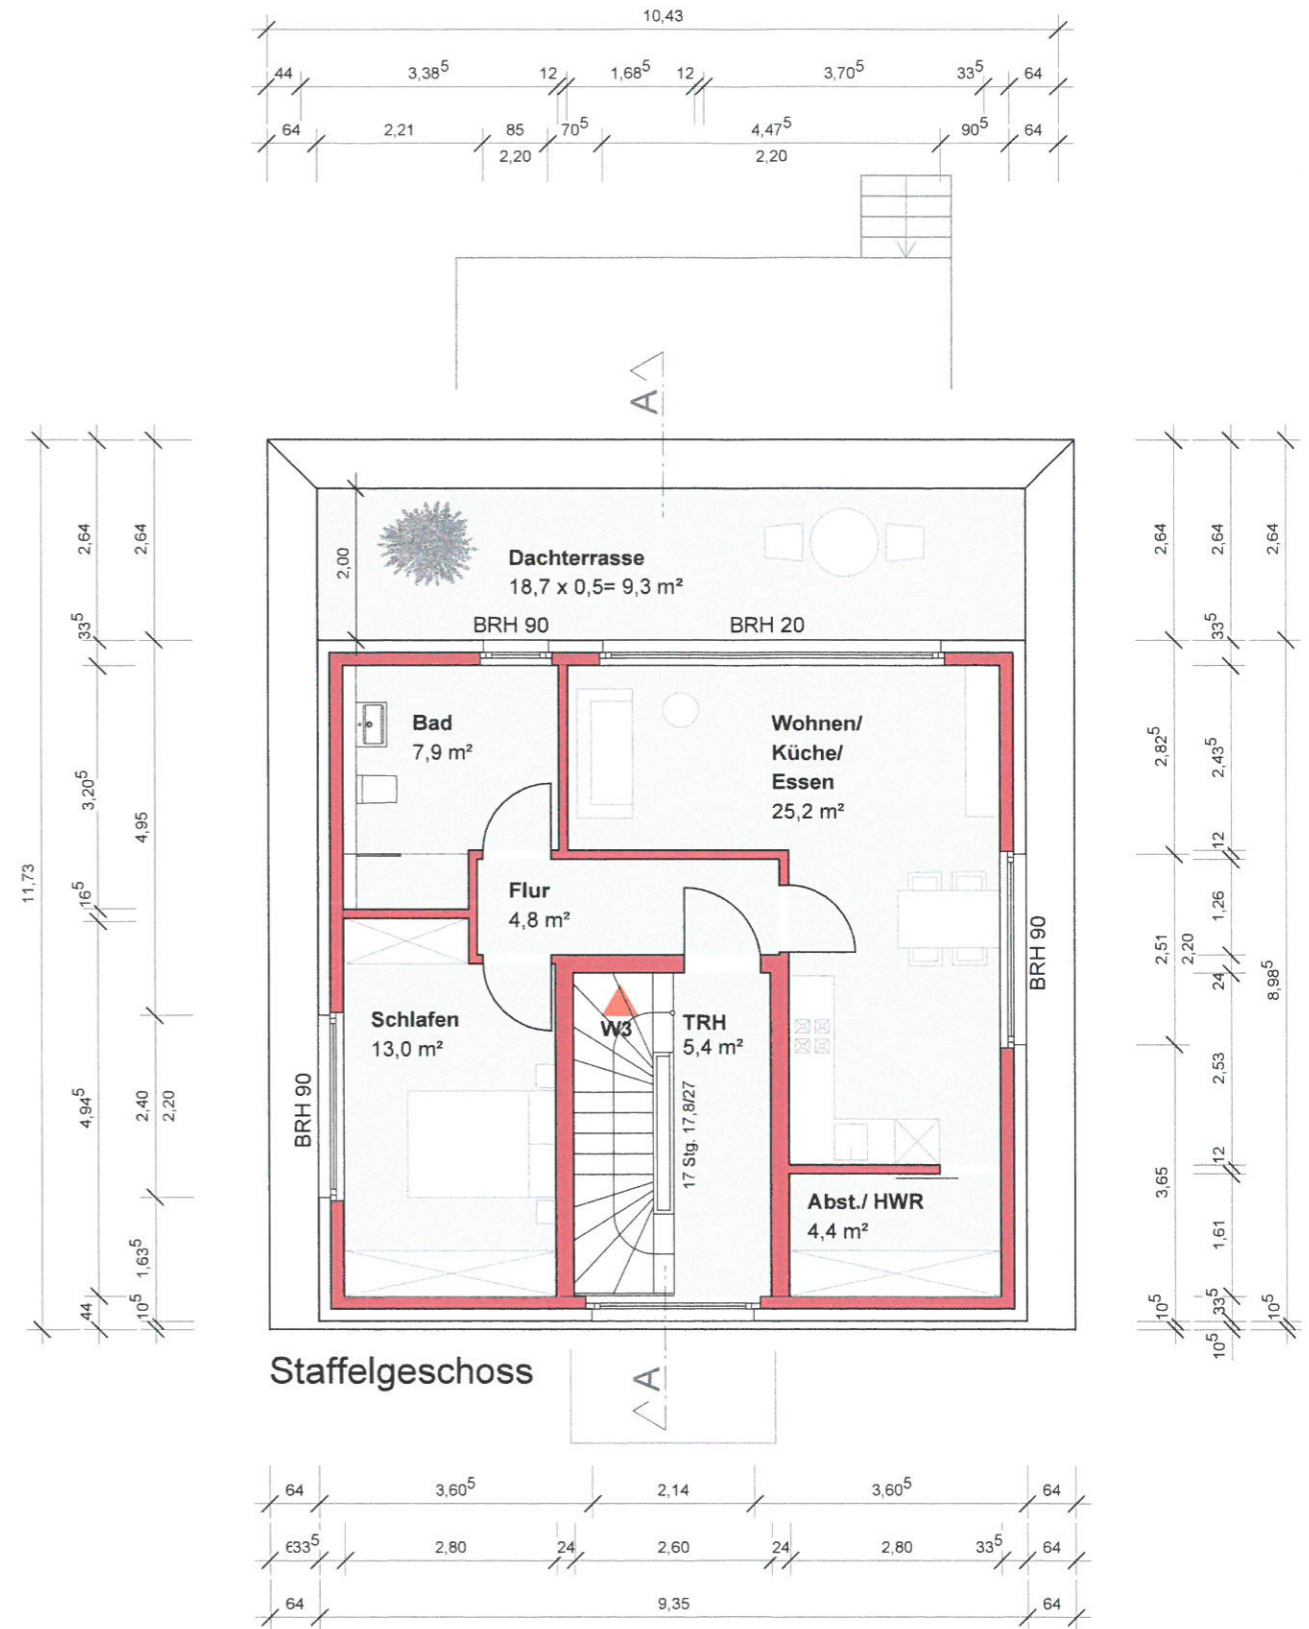 10,43
44 3,38⁵ 12 1,68⁵ 12 3,70⁵ 33⁵ 64
64 2,21 85 70⁵ 4,47⁵ 90⁵ 64
2,20 2,20
A
Dachterrasse
18,7 x 0,5= 9,3 m²
2,00
BRH 90 BRH 20
Bad
7,9 m²
Wohnen/
Küche/
Essen
25,2 m²
Flur
4,8 m²
Schlafen
13,0 m²
W3
TRH
5,4 m²
17 Stg. 17,8/27
BRH 90
BRH 90
Abst./ HWR
4,4 m²
11,73
2,64 33⁵ 3,20⁵ 16⁵ 4,94⁵ 44
2,64 4,95 2,40 1,63⁵ 10⁵
2,20
2,64 2,82⁵ 2,51 3,65 10⁵
2,20
2,64 33⁵ 2,43⁵ 12 1,26 24 2,53 12 1,61 33⁵ 10⁵
2,64 8,98⁵ 10⁵
Staffelgeschoss
A
64 3,60⁵ 2,14 3,60⁵ 64
33⁵ 2,80 24 2,60 24 2,80 33⁵ 64
64 9,35 64